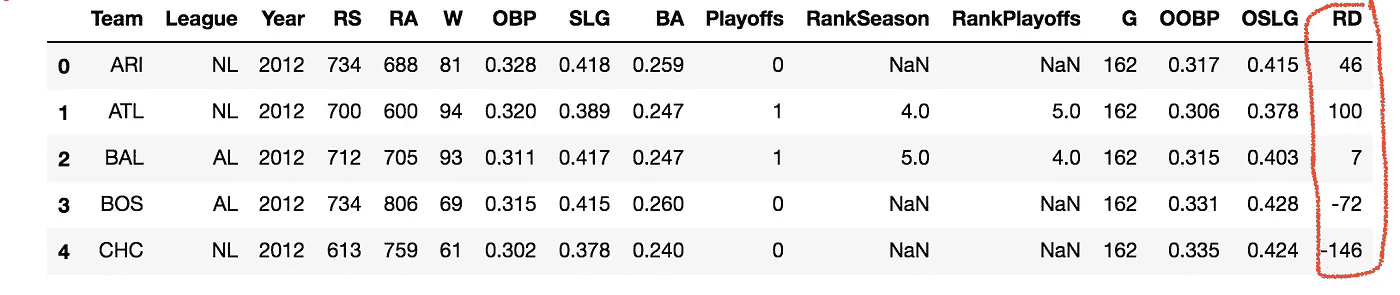 Team League Year RS RA W OBP SLG BA Playoffs RankSeason RankPlayoffs G OOBP OSLG RD
0 ARI NL 2012 734 688 81 0.328 0.418 0.259 0 NaN NaN 162 0.317 0.415 46
1 ATL NL 2012 700 600 94 0.320 0.389 0.247 1 4.0 5.0 162 0.306 0.378 100
2 BAL AL 2012 712 705 93 0.311 0.417 0.247 1 5.0 4.0 162 0.315 0.403 7
3 BOS AL 2012 734 806 69 0.315 0.415 0.260 0 NaN NaN 162 0.331 0.428 -72
4 CHC NL 2012 613 759 61 0.302 0.378 0.240 0 NaN NaN 162 0.335 0.424 -146